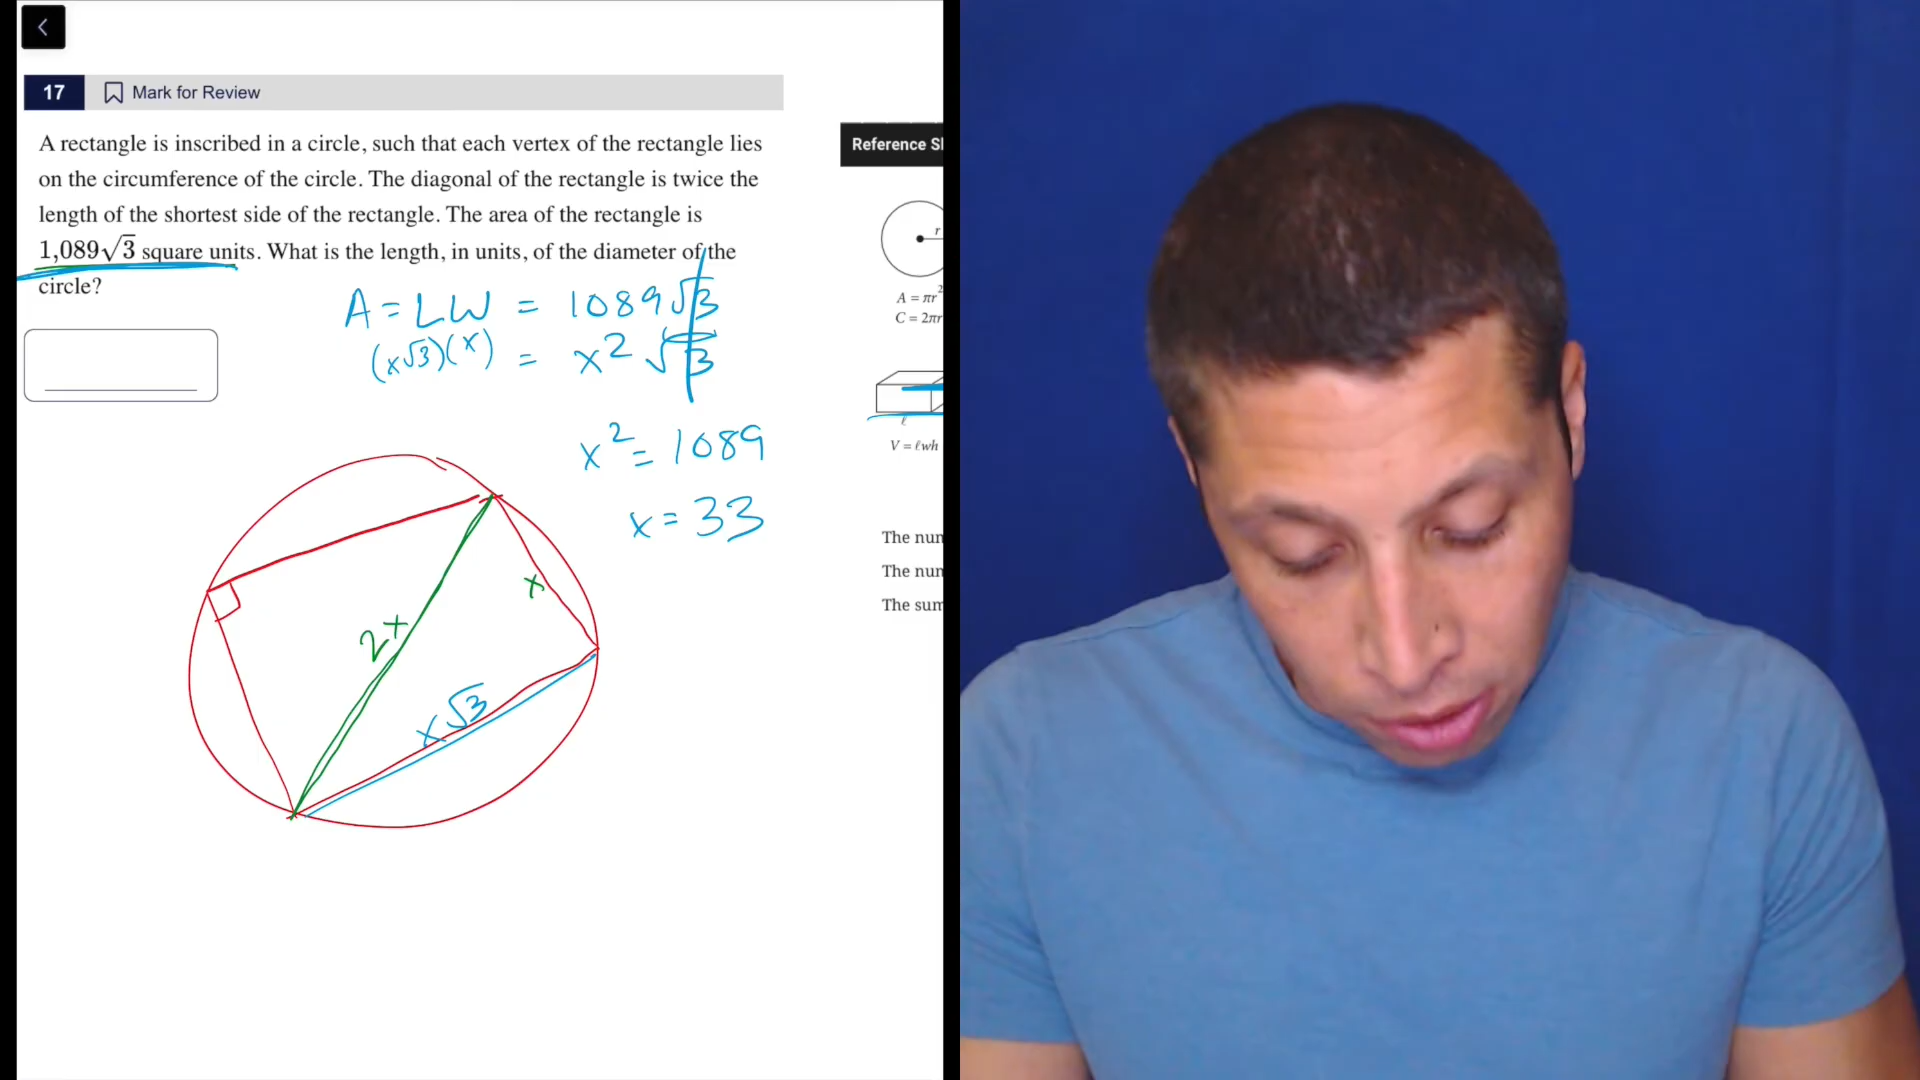 17 Mark for Review
A rectangle is inscribed in a circle, such that each vertex of the rectangle lies
on the circumference of the circle. The diagonal of the rectangle is twice the
length of the shortest side of the rectangle. The area of the rectangle is
1,089√3 square units. What is the length, in units, of the diameter of the
circle?
A = LW = 1089√3
(x√3)(x) = x² √3
x² = 1089
x = 33
x
2x
x√3
Reference
r
A = πr²
C = 2πr
ℓ
V = ℓwh
The
The
The sum